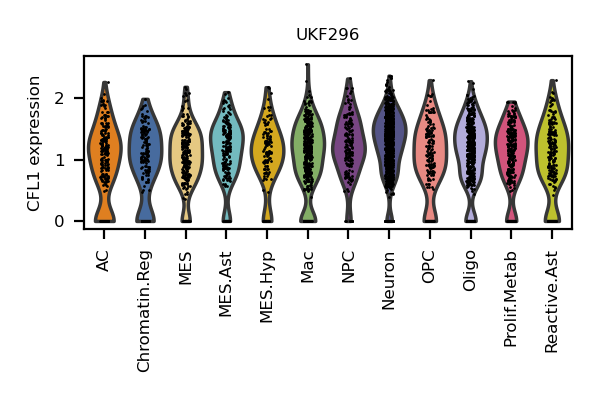 UKF296
CFL1 expression
2
1
0
AC
Chromatin.Reg
MES
MES.Ast
MES.Hyp
Mac
NPC
Neuron
OPC
Oligo
Prolif.Metab
Reactive.Ast